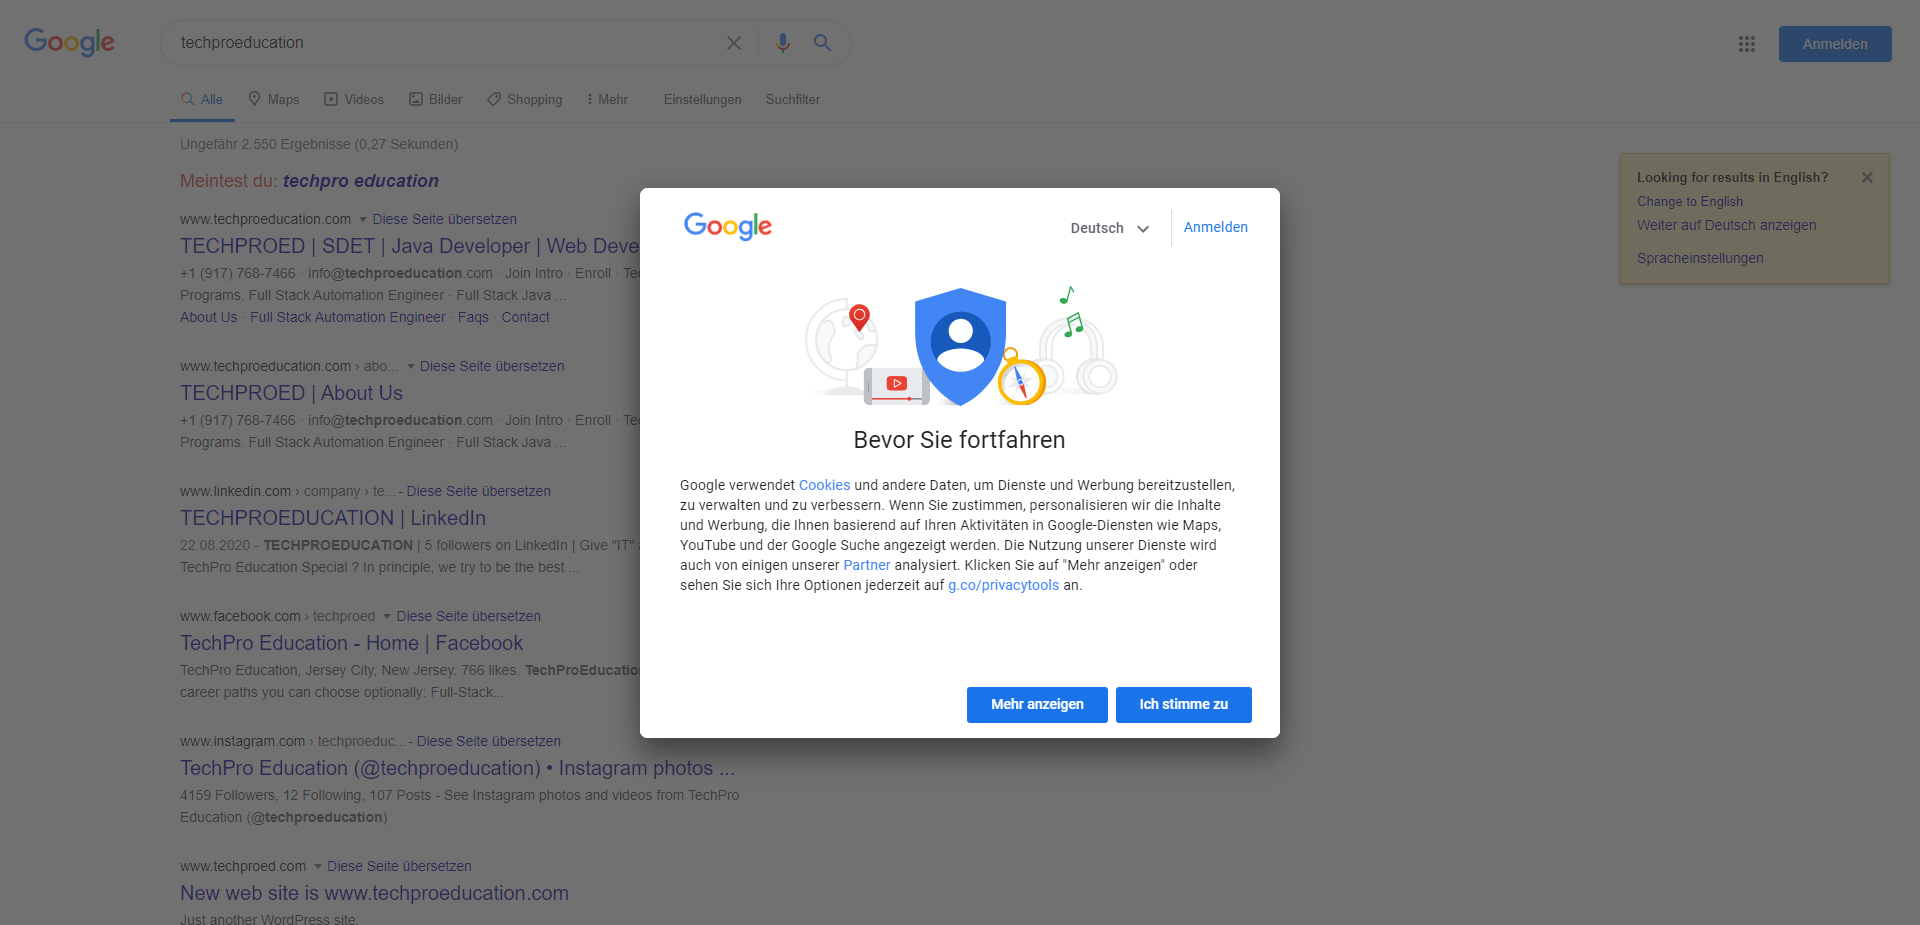 Google
techproeducation
Anmelden
Alle
Maps
Videos
Bilder
Shopping
Mehr
Einstellungen
Suchfilter
Ungefähr 2.550 Ergebnisse (0,27 Sekunden)
Meintest du: techpro education
www.techproeducation.com Diese Seite übersetzen
TECHPROED | SDET | Java Developer | Web Deve
+1 (917) 768-7466 · info@techproeducation.com · Join Intro · Enroll · Te
Programs. Full Stack Automation Engineer · Full Stack Java ...
About Us · Full Stack Automation Engineer · Faqs · Contact
www.techproeducation.com › abo... Diese Seite übersetzen
TECHPROED | About Us
+1 (917) 768-7466 · info@techproeducation.com · Join Intro · Enroll · Te
Programs. Full Stack Automation Engineer · Full Stack Java ...
www.linkedin.com › company › te... - Diese Seite übersetzen
TECHPROEDUCATION | LinkedIn
22.08.2020 - TECHPROEDUCATION | 5 followers on LinkedIn | Give "IT"
TechPro Education Special ? In principle, we try to be the best ...
www.facebook.com › techproed Diese Seite übersetzen
TechPro Education - Home | Facebook
TechPro Education, Jersey City, New Jersey. 766 likes. TechProEducatio
career paths you can choose optionally: Full-Stack...
www.instagram.com › techproeduc... - Diese Seite übersetzen
TechPro Education (@techproeducation) • Instagram photos ...
4159 Followers, 12 Following, 107 Posts - See Instagram photos and videos from TechPro
Education (@techproeducation)
www.techproed.com Diese Seite übersetzen
New web site is www.techproeducation.com
Just another WordPress site.
Looking for results in English?
Change to English
Weiter auf Deutsch anzeigen
Spracheinstellungen
Google
Deutsch
Anmelden
Bevor Sie fortfahren
Google verwendet Cookies und andere Daten, um Dienste und Werbung bereitzustellen,
zu verwalten und zu verbessern. Wenn Sie zustimmen, personalisieren wir die Inhalte
und Werbung, die Ihnen basierend auf Ihren Aktivitäten in Google-Diensten wie Maps,
YouTube und der Google Suche angezeigt werden. Die Nutzung unserer Dienste wird
auch von einigen unserer Partner analysiert. Klicken Sie auf "Mehr anzeigen" oder
sehen Sie sich Ihre Optionen jederzeit auf g.co/privacytools an.
Mehr anzeigen
Ich stimme zu